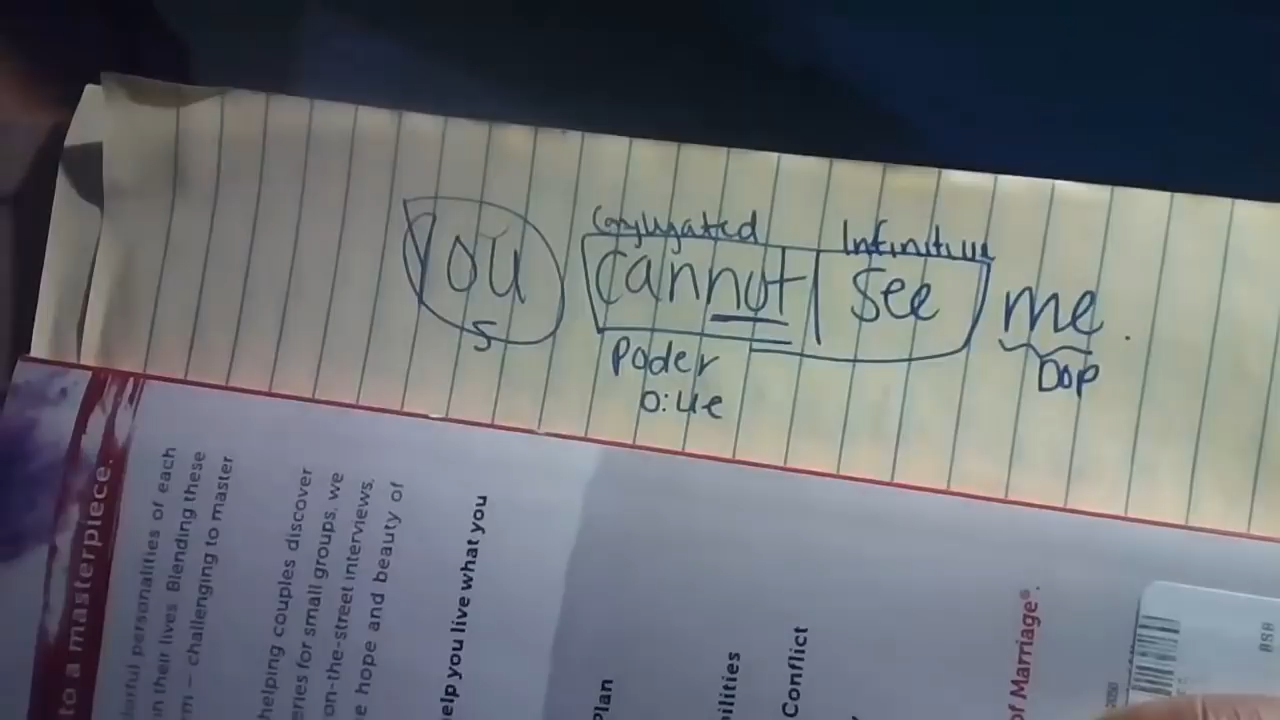 Conjugated Infinitive
You cannot see me.
S Poder DOP
O:ue
to a masterpiece.
personalities of each
in their lives Blending these
– challenging to master
helping couples discover
for small groups, we
on-the-street interviews,
hope and beauty of
you live what you
Plan
Conflict
of Marriage®.